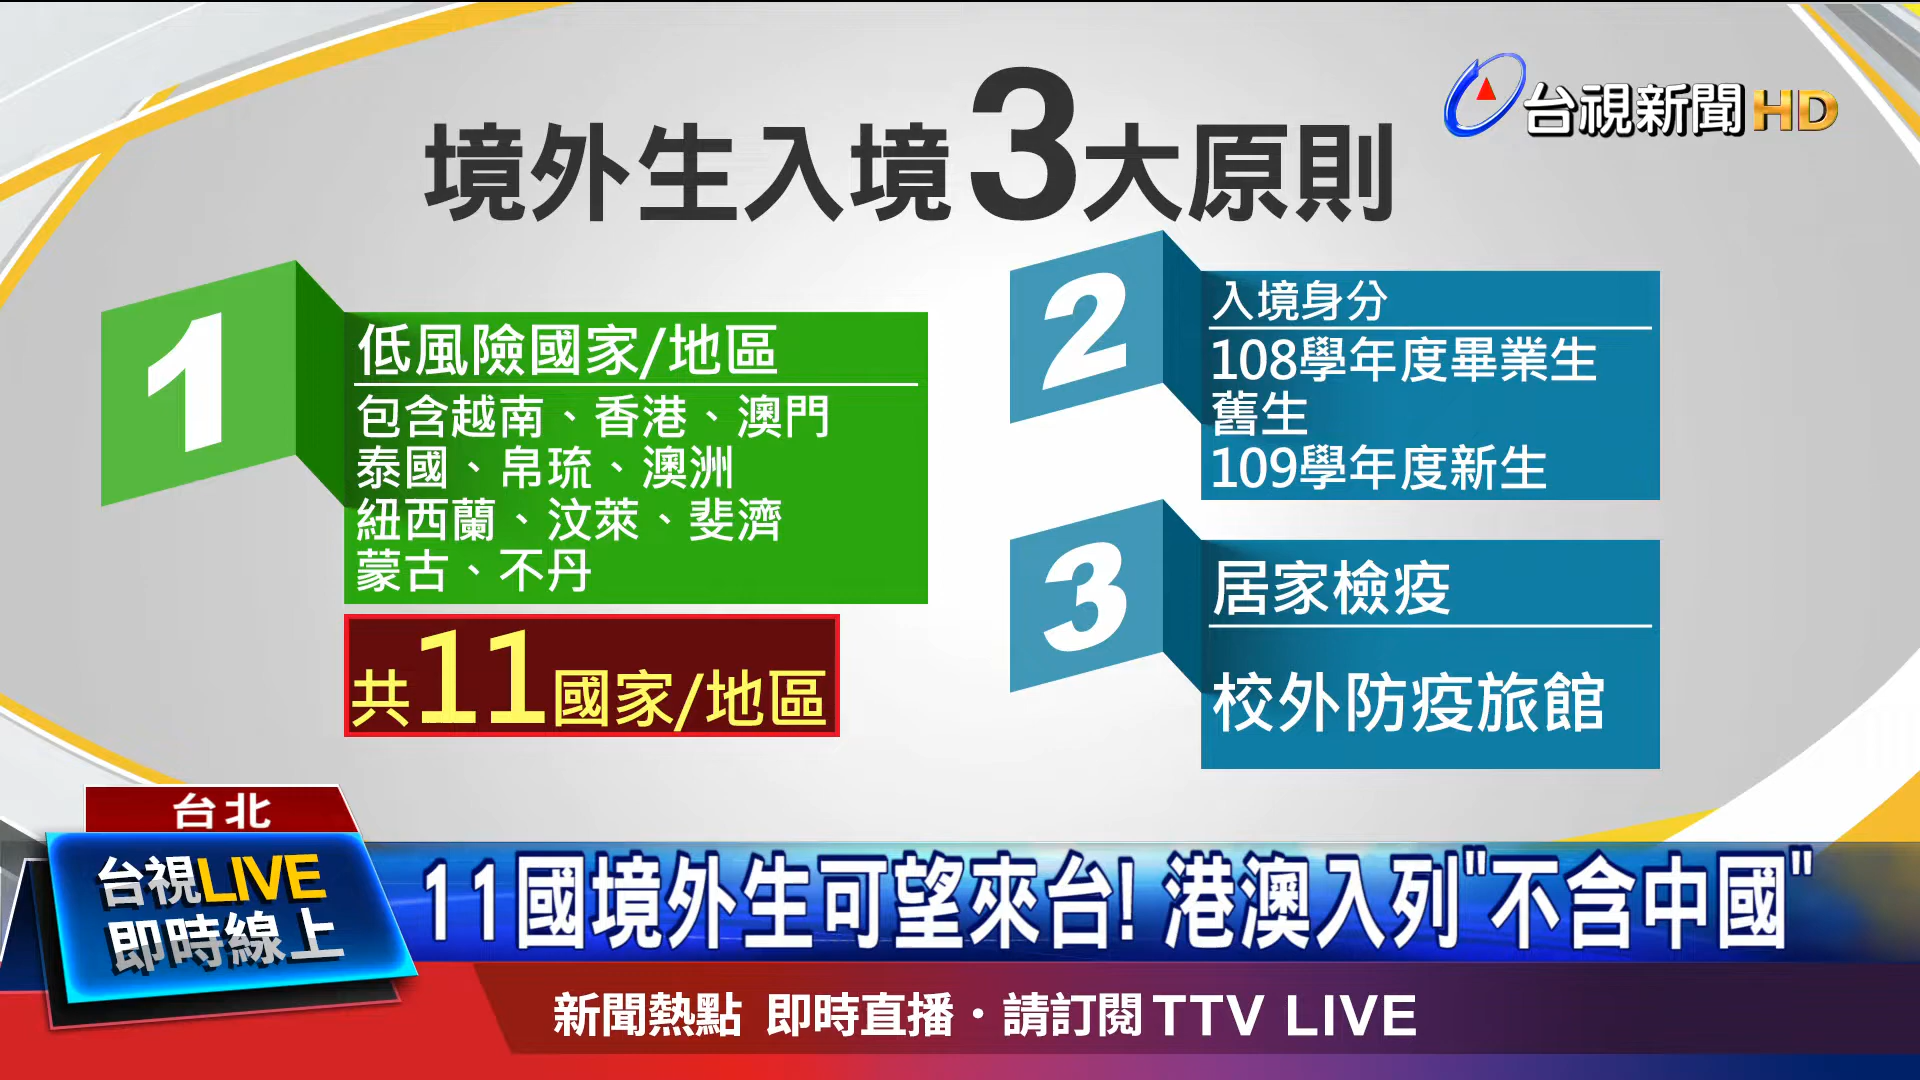 台視新聞HD
境外生入境3大原則
1
低風險國家/地區
包含越南、香港、澳門
泰國、帛琉、澳洲
紐西蘭、汶萊、斐濟
蒙古、不丹
共11國家/地區
2
入境身分
108學年度畢業生
舊生
109學年度新生
3
居家檢疫
校外防疫旅館
台北
台視LIVE
即時線上
11國境外生可望來台! 港澳入列"不含中國"
新聞熱點 即時直播・請訂閱TTV LIVE